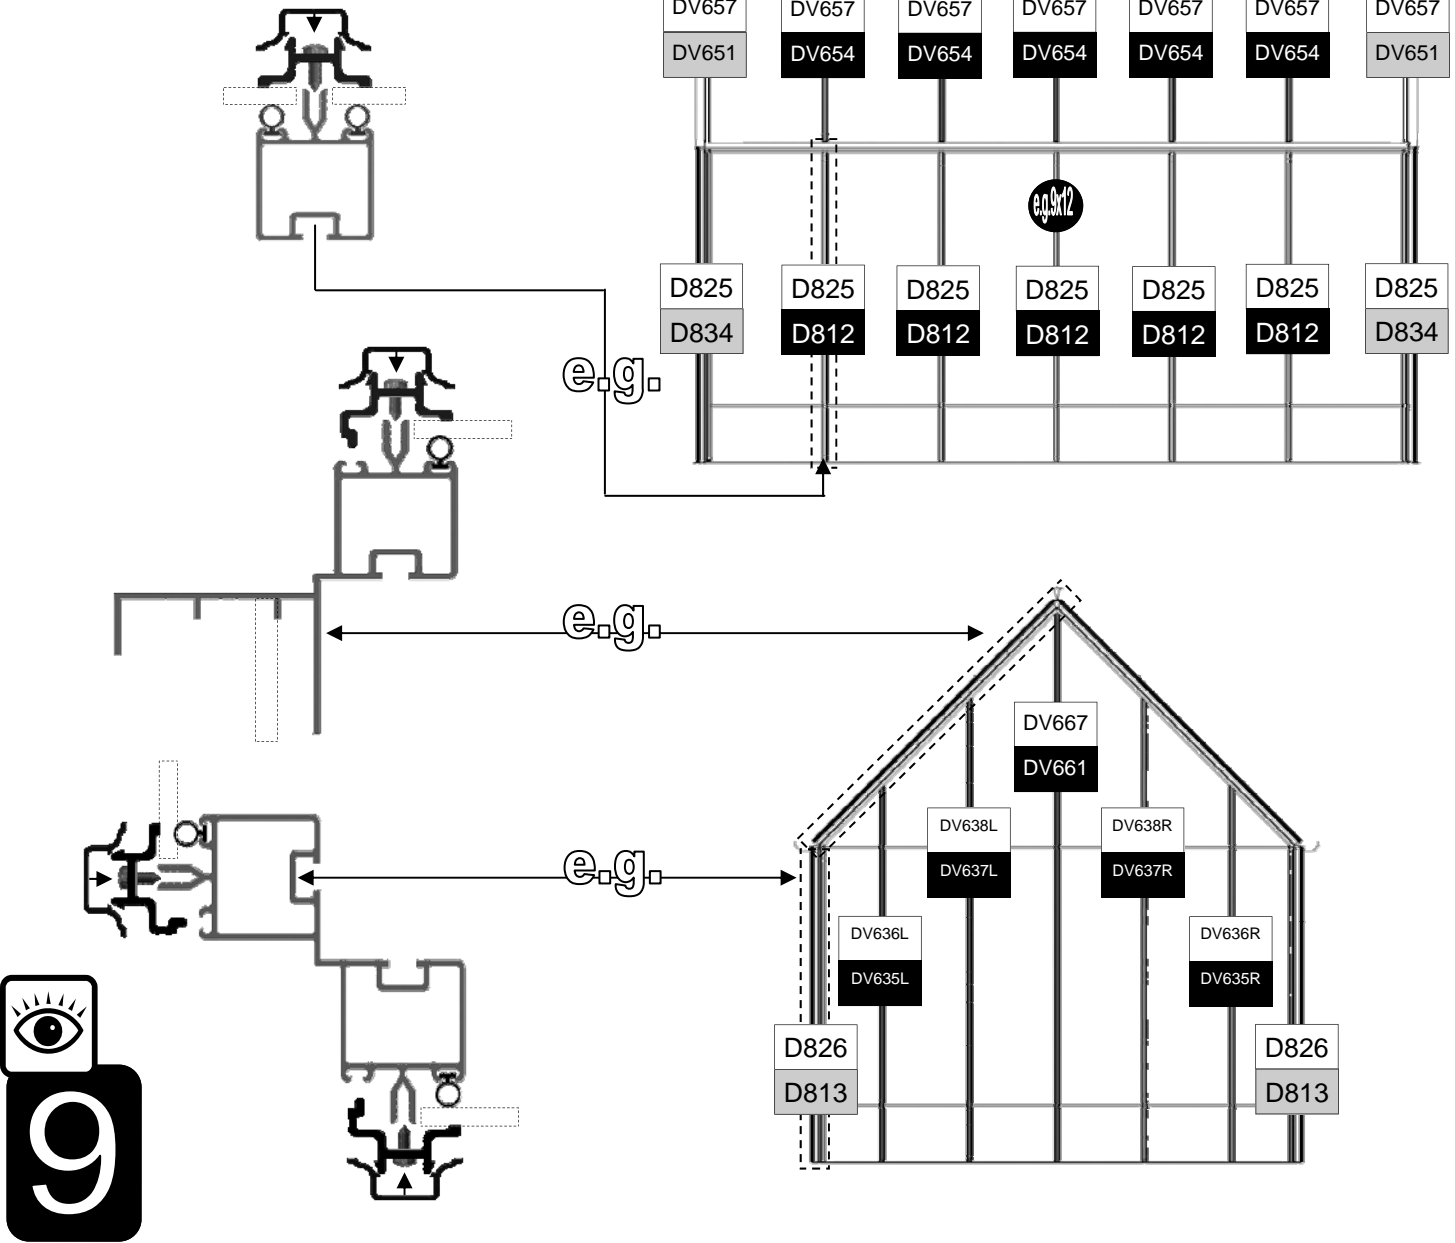 DV657 DV657 DV657 DV657 DV657 DV657 DV657
DV651 DV654 DV654 DV654 DV654 DV654 DV651
e.g.9x12
D825 D825 D825 D825 D825 D825 D825
D834 D812 D812 D812 D812 D812 D834
e.g.
e.g.
DV667
DV661
DV638L DV638R
DV637L DV637R
e.g.
DV636L DV636R
DV635L DV635R
D826 D826
D813 D813
9